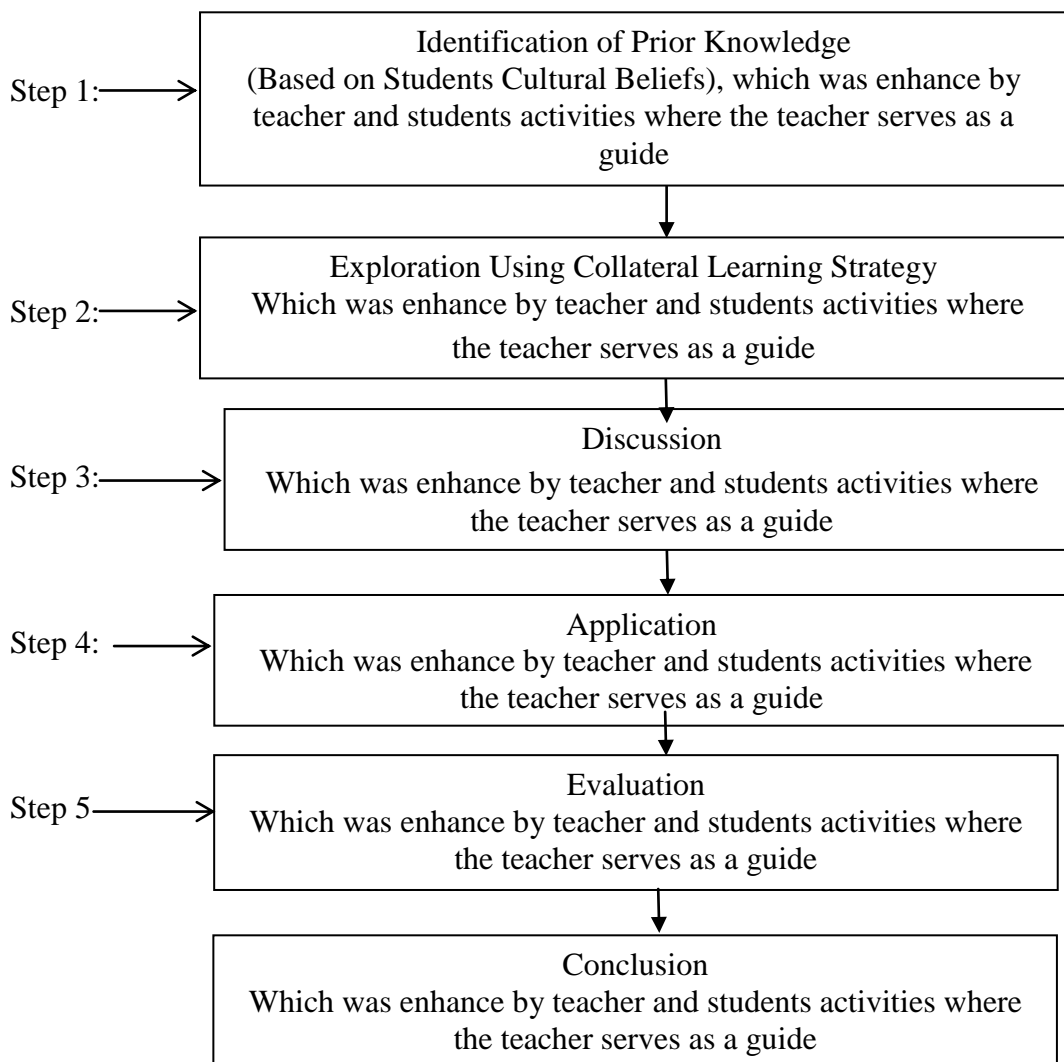 Identification of Prior Knowledge
Step 1:
(Based on Students Cultural Beliefs), which was enhance by
teacher and students activities where the teacher serves as a
guide
Exploration Using Collateral Learning Strategy
Step 2:
Which was enhance by teacher and students activities where
the teacher serves as a guide
Discussion
Step 3:
Which was enhance by teacher and students activities where
the teacher serves as a guide
Application
Step 4:
Which was enhance by teacher and students activities where
the teacher serves as a guide
Evaluation
Step 5
Which was enhance by teacher and students activities where
the teacher serves as a guide
Conclusion
Which was enhance by teacher and students activities where
the teacher serves as a guide